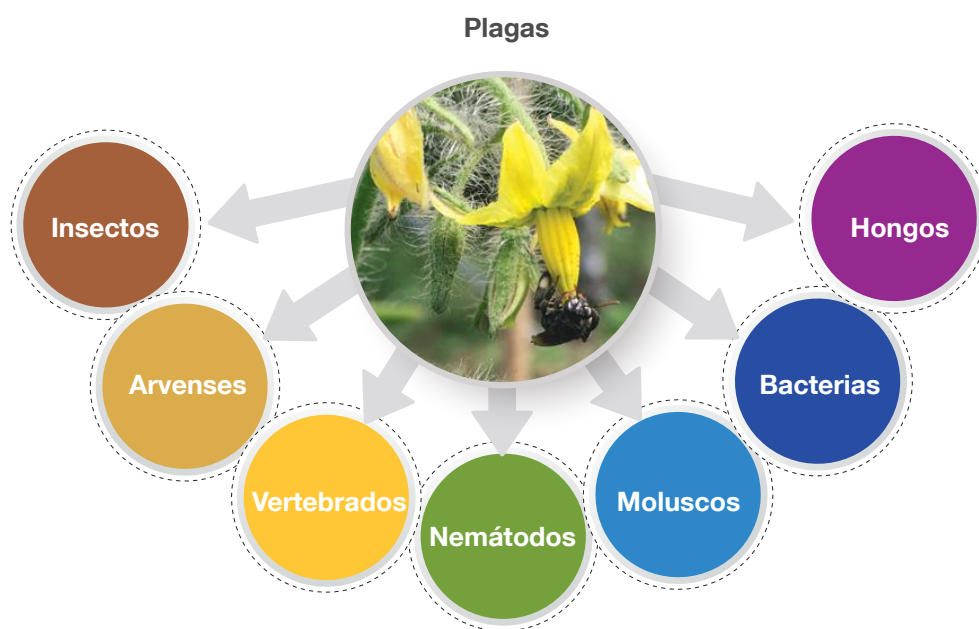 Plagas
Insectos
Hongos
Arvenses
Bacterias
Vertebrados
Moluscos
Nemátodos